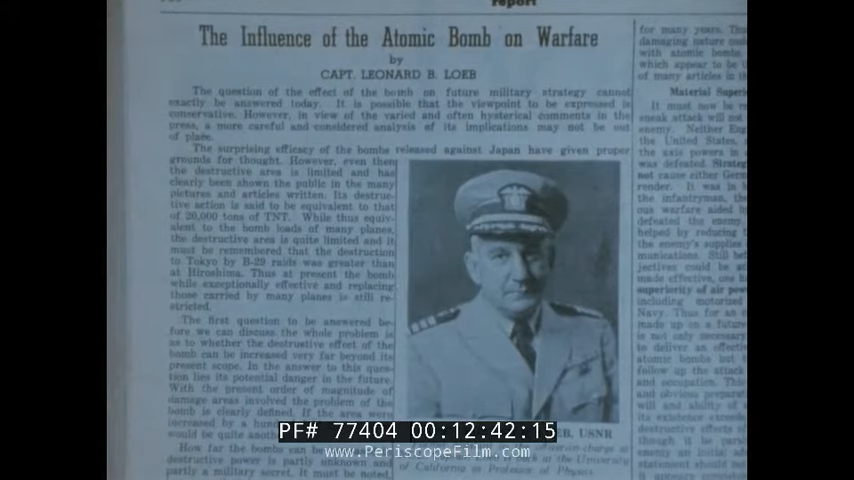 report
The Influence of the Atomic Bomb on Warfare
by
CAPT. LEONARD B. LOEB
The question of the effect of the bomb on future military strategy cannot
exactly be answered today. It is possible that the viewpoint to be expressed is
conservative. However, in view of the varied and often hysterical comments in the
press, a more careful and considered analysis of its implications may not be out
of place.
The surprising efficacy of the bombs released against Japan have given proper
grounds for thought. However, even then
the destructive area is limited and has
clearly been shown the public in the many
pictures and articles written. Its destruc-
tive action is said to be equivalent to that
of 20,000 tons of TNT. While thus equiv-
alent to the bomb loads of many planes,
the destructive area is quite limited and it
must be remembered that the destruction
to Tokyo by B-29 raids was greater than
at Hiroshima. Thus at present the bomb
while exceptionally effective and replacing
those carried by many planes is still re-
stricted.
The first question to be answered be-
fore we can discuss the whole problem is
as to whether the destructive effect of the
bomb can be increased very far beyond its
present scope. In the answer to this ques-
tion lies its potential danger in the future.
With the present order of magnitude of
damage areas involved the problem of the
bomb is clearly defined. If the area were
increased by a
would be quite
How far the bombs can
destructive power is partly unknown and
partly a military secret. It must be noted,
EB, USNR
at the University
of California as Professor of Physics.
for many years.
damaging nature
with atomic bombs
which appear to be
of many articles in
Material
It must now be
sneak attack will not
enemy. Neither
the United States,
the axis powers in
was defeated.
not cause either
render. It was in
the infantryman,
ous warfare aided
defeated the enemy
helped by reducing
the enemy's supplies
munications. Still
jectives could be
made effective, one
superiority of air
including motorized
Navy. Thus for an
made up on a future
is not only necessary
to deliver an
atomic bombs but
follow up the attack
and occupation. This
and obvious
will and ability
its existence
destructive effects
though it be
enemy an initial
statement should
it appears
PF# 77404 00:12:42:15
www.PeriscopeFilm.com